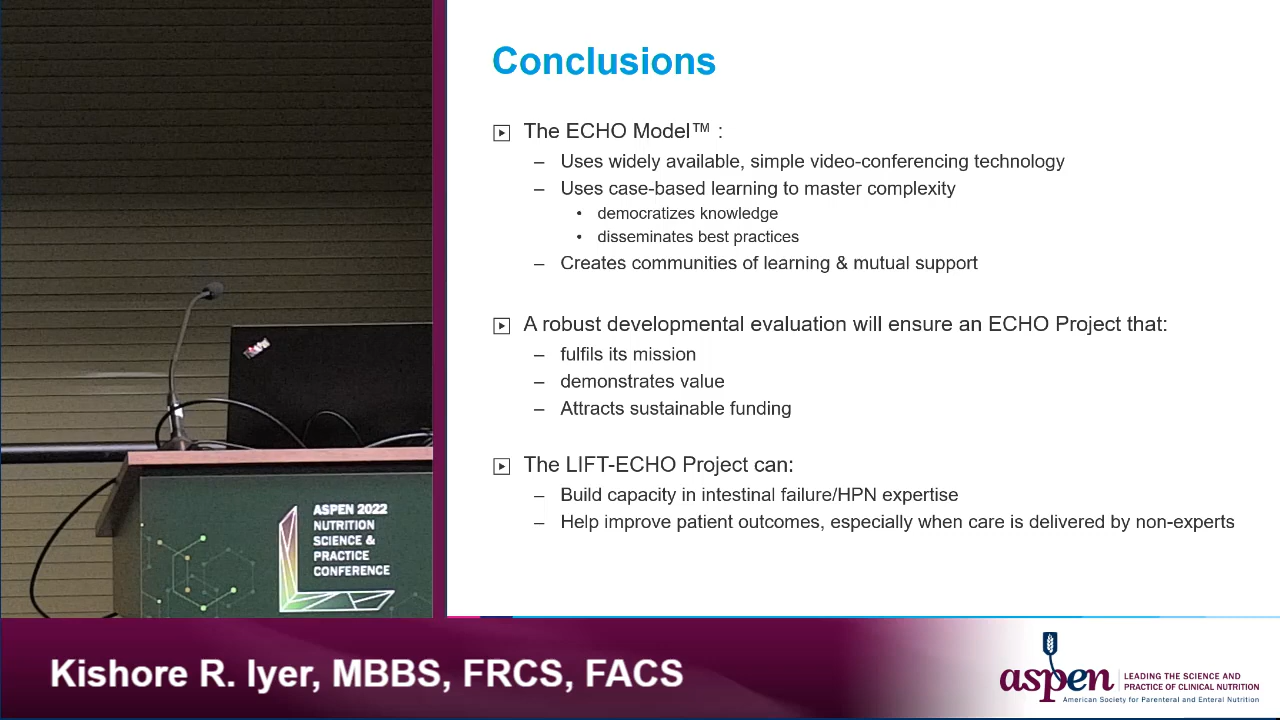 Conclusions
The ECHO Model™ :
– Uses widely available, simple video-conferencing technology
– Uses case-based learning to master complexity
• democratizes knowledge
• disseminates best practices
– Creates communities of learning & mutual support
A robust developmental evaluation will ensure an ECHO Project that:
– fulfils its mission
– demonstrates value
– Attracts sustainable funding
The LIFT-ECHO Project can:
– Build capacity in intestinal failure/HPN expertise
– Help improve patient outcomes, especially when care is delivered by non-experts
ASPEN 2022
NUTRITION
SCIENCE &
PRACTICE
CONFERENCE
Kishore R. Iyer, MBBS, FRCS, FACS
aspen
LEADING THE SCIENCE AND
PRACTICE OF CLINICAL NUTRITION
American Society for Parenteral and Enteral Nutrition